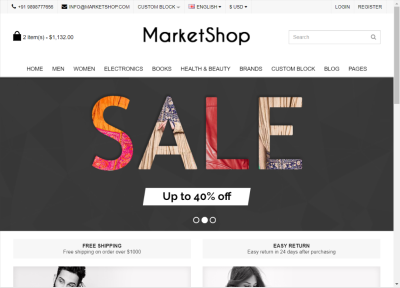 +91 9898777656 INFO@MARKETSHOP.COM CUSTOM BLOCK ENGLISH $ USD LOGIN REGISTER
2 item(s) - $1,132.00 MarketShop Search
HOME MEN WOMEN ELECTRONICS BOOKS HEALTH & BEAUTY BRANDS CUSTOM BLOCK BLOG PAGES
SALE
Up to 40% off
FREE SHIPPING EASY RETURN
Free shipping on order over $1000 Easy return in 24 days after purchasing